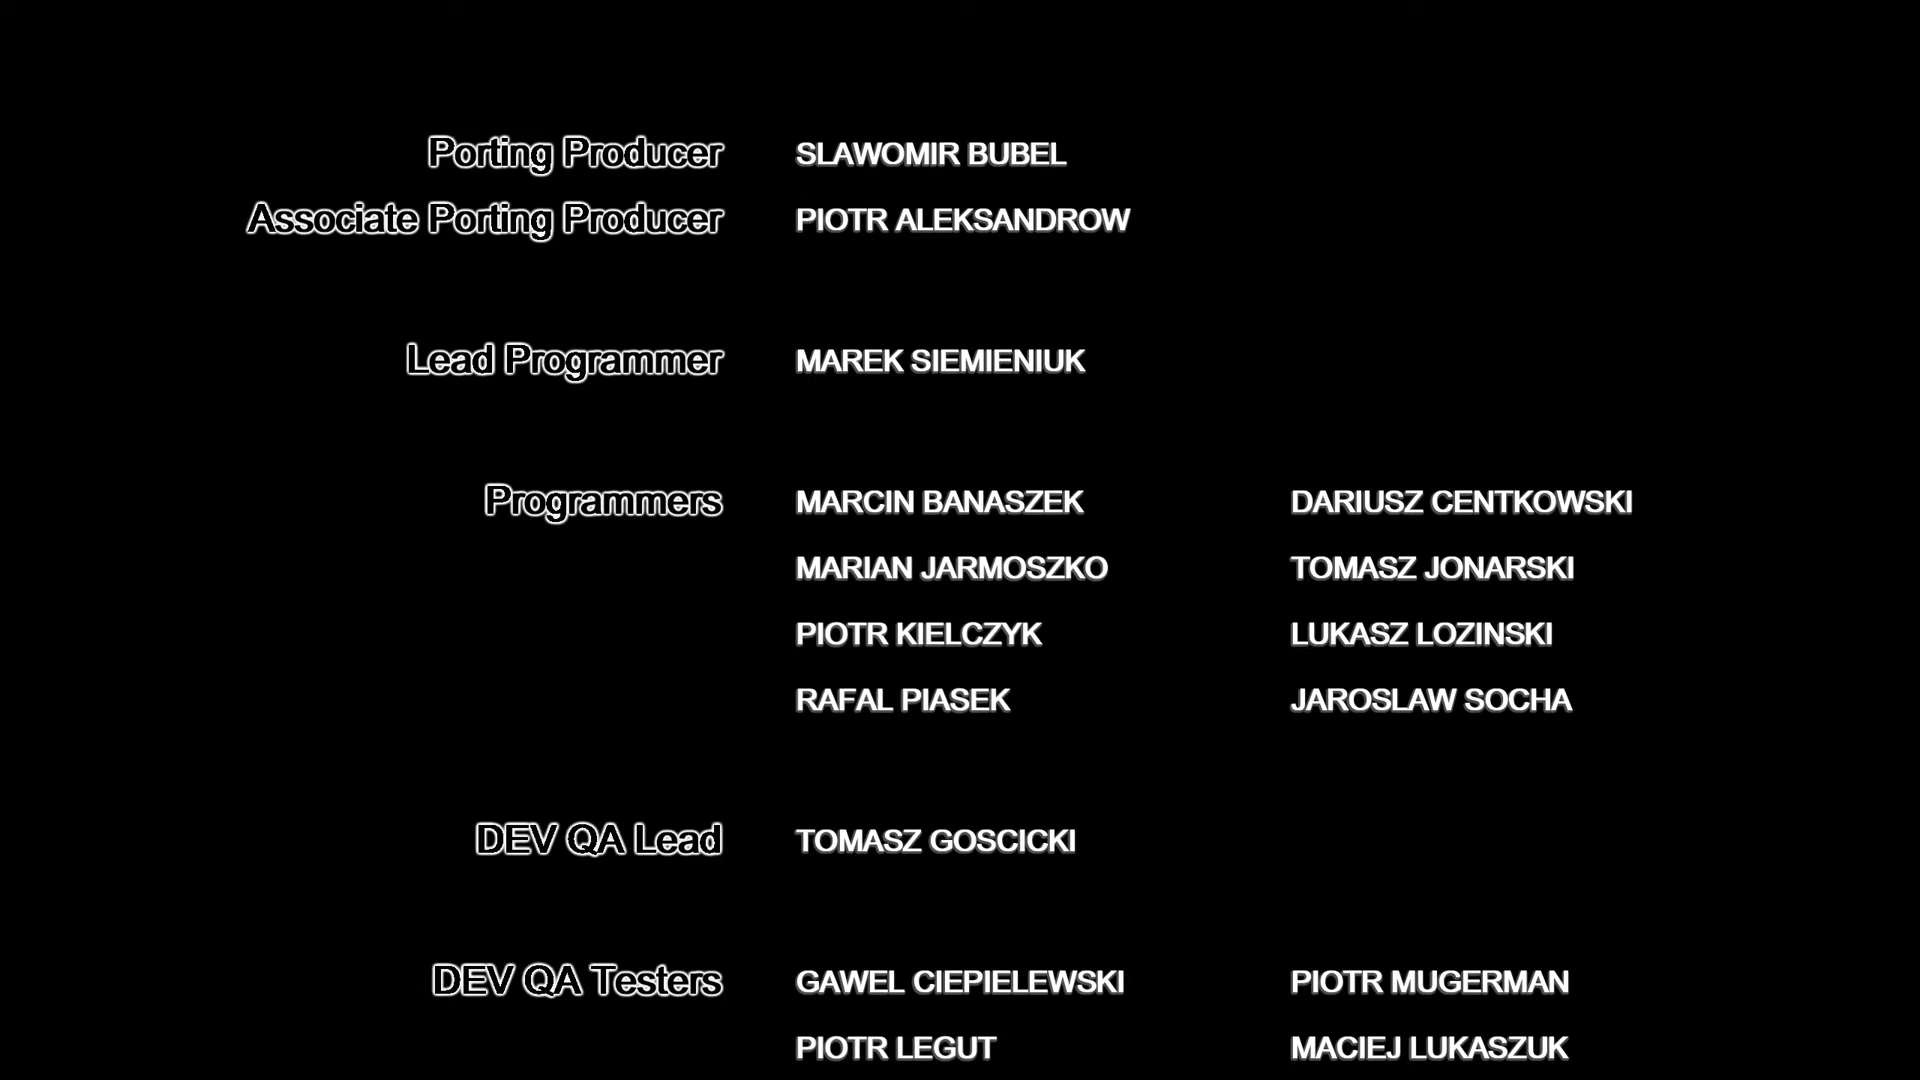 Porting Producer SLAWOMIR BUBEL
Associate Porting Producer PIOTR ALEKSANDROW
Lead Programmer MAREK SIEMIENIUK
Programmers MARCIN BANASZEK DARIUSZ CENTKOWSKI
MARIAN JARMOSZKO TOMASZ JONARSKI
PIOTR KIELCZYK LUKASZ LOZINSKI
RAFAL PIASEK JAROSLAW SOCHA
DEV QA Lead TOMASZ GOSCICKI
DEV QA Testers GAWEL CIEPIELEWSKI PIOTR MUGERMAN
PIOTR LEGUT MACIEJ LUKASZUK